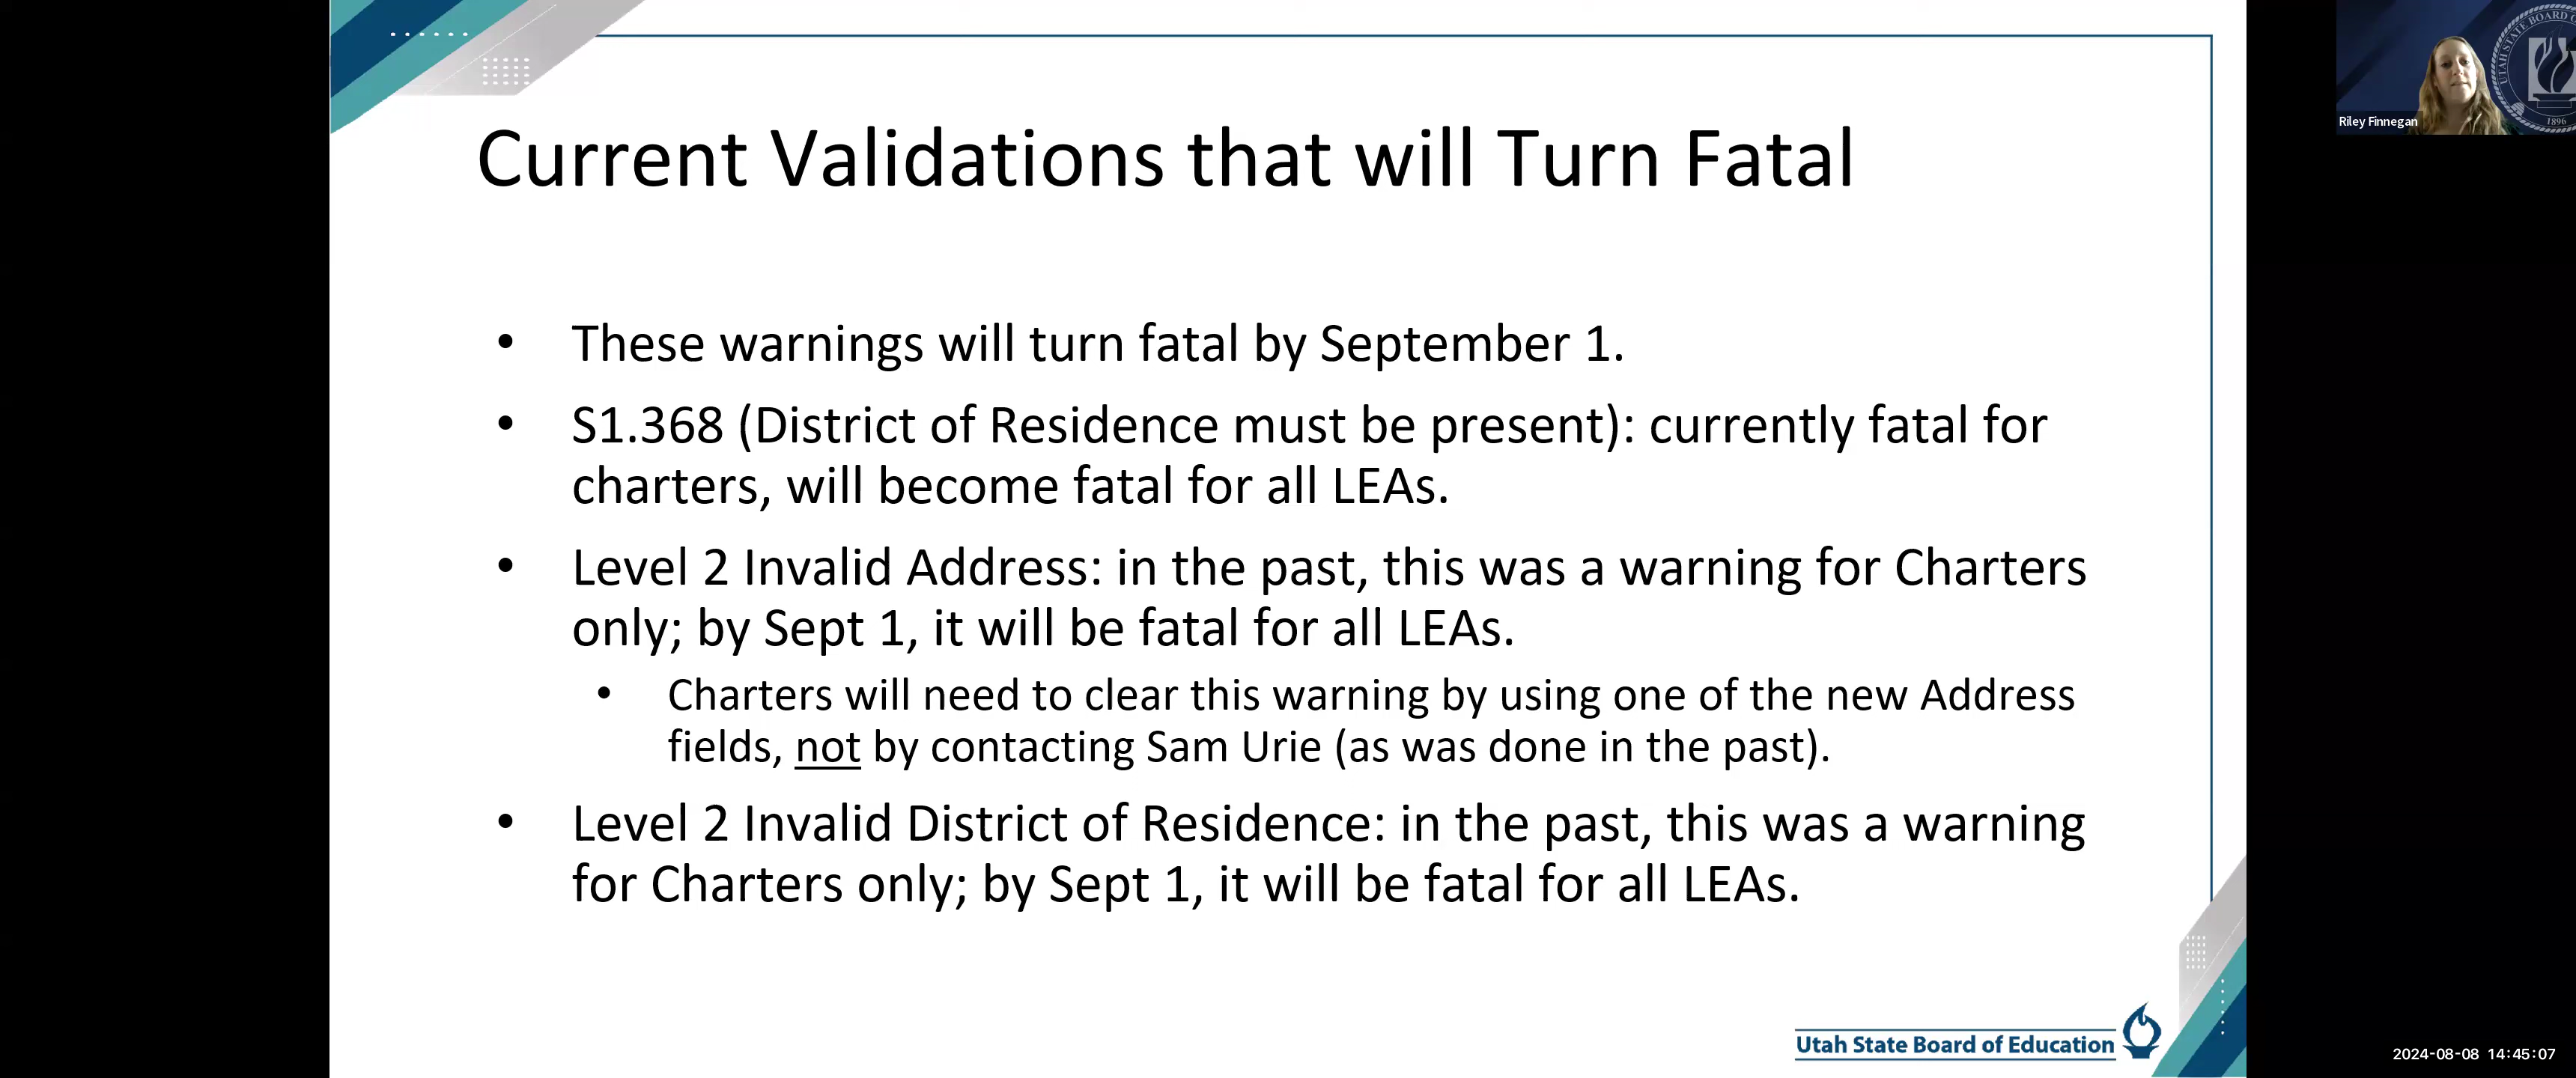 Current Validations that will Turn Fatal
• These warnings will turn fatal by September 1.
• S1.368 (District of Residence must be present): currently fatal for
charters, will become fatal for all LEAs.
• Level 2 Invalid Address: in the past, this was a warning for Charters
only; by Sept 1, it will be fatal for all LEAs.
• Charters will need to clear this warning by using one of the new Address
fields, not by contacting Sam Urie (as was done in the past).
• Level 2 Invalid District of Residence: in the past, this was a warning
for Charters only; by Sept 1, it will be fatal for all LEAs.
Utah State Board of Education
UTAH STATE BOARD O
1896
Riley Finnegan
2024-08-08 14:45:07